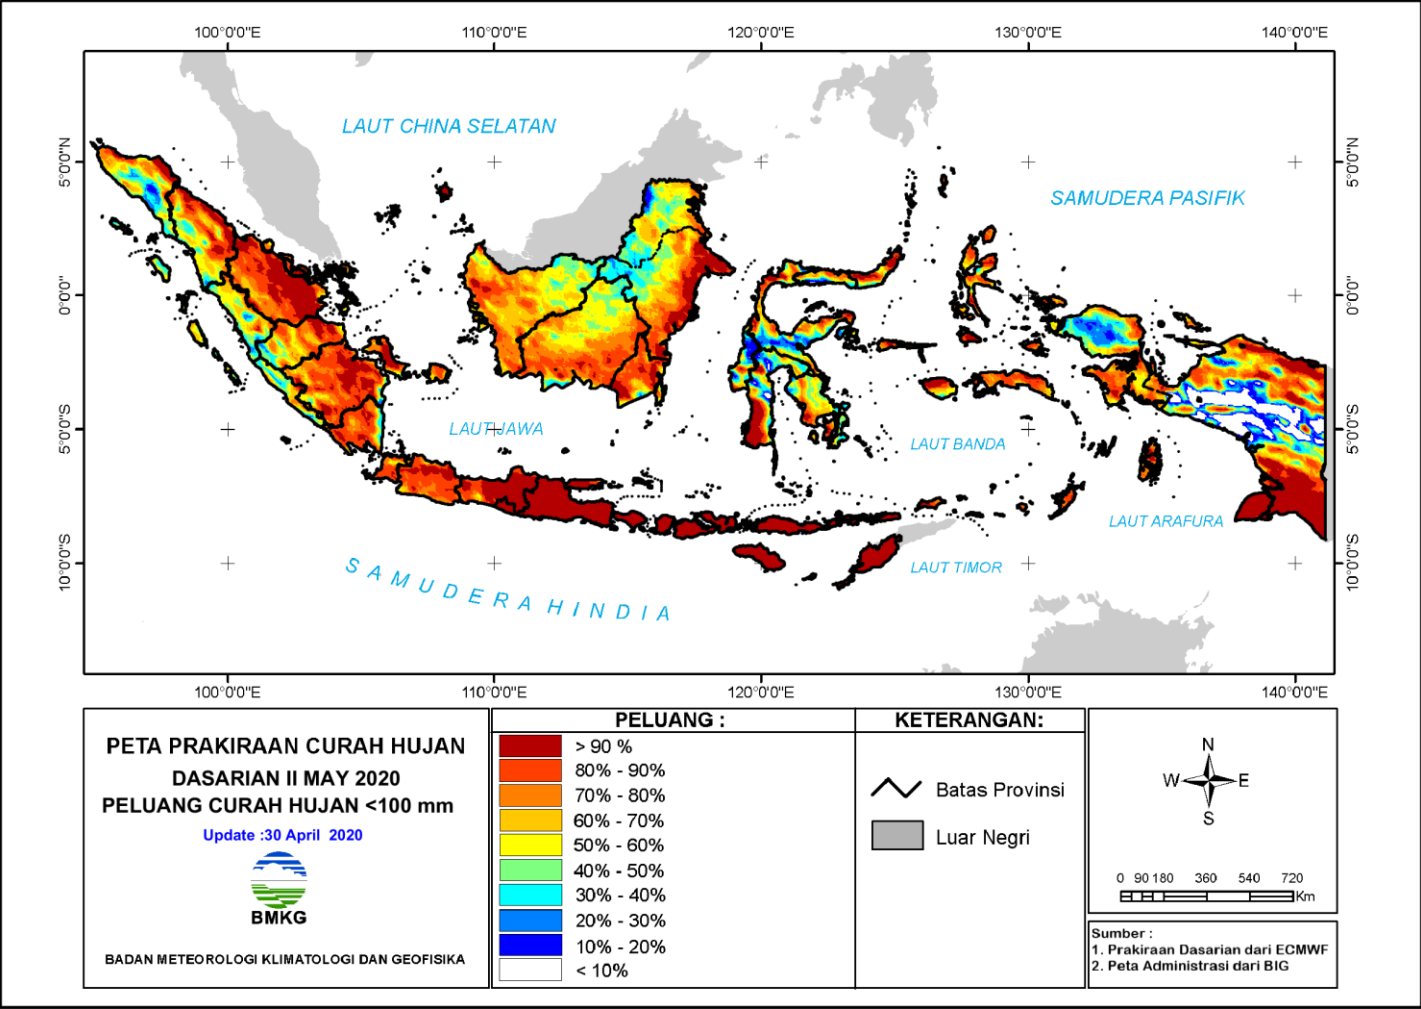 100°0'0"E 110°0'0"E 120°0'0"E 130°0'0"E 140°0'0"E
LAUT CHINA SELATAN
5°0'0"N 5°0'0"N
SAMUDERA PASIFIK
0°0'0" 0°0'0"
LAUT JAWA
5°0'0"S 5°0'0"S
LAUT BANDA
LAUT ARAFURA
10°0'0"S 10°0'0"S
LAUT TIMOR
SAMUDERA HINDIA
100°0'0"E 110°0'0"E 120°0'0"E 130°0'0"E 140°0'0"E
PETA PRAKIRAAN CURAH HUJAN
DASARIAN II MAY 2020
PELUANG CURAH HUJAN <100 mm
Update :30 April 2020
BMKG
BADAN METEOROLOGI KLIMATOLOGI DAN GEOFISIKA
PELUANG :
> 90 %
80% - 90%
70% - 80%
60% - 70%
50% - 60%
40% - 50%
30% - 40%
20% - 30%
10% - 20%
< 10%
KETERANGAN:
Batas Provinsi
Luar Negri
N
W E
S
0 90 180 360 540 720
Km
Sumber :
1. Prakiraan Dasarian dari ECMWF
2. Peta Administrasi dari BIG